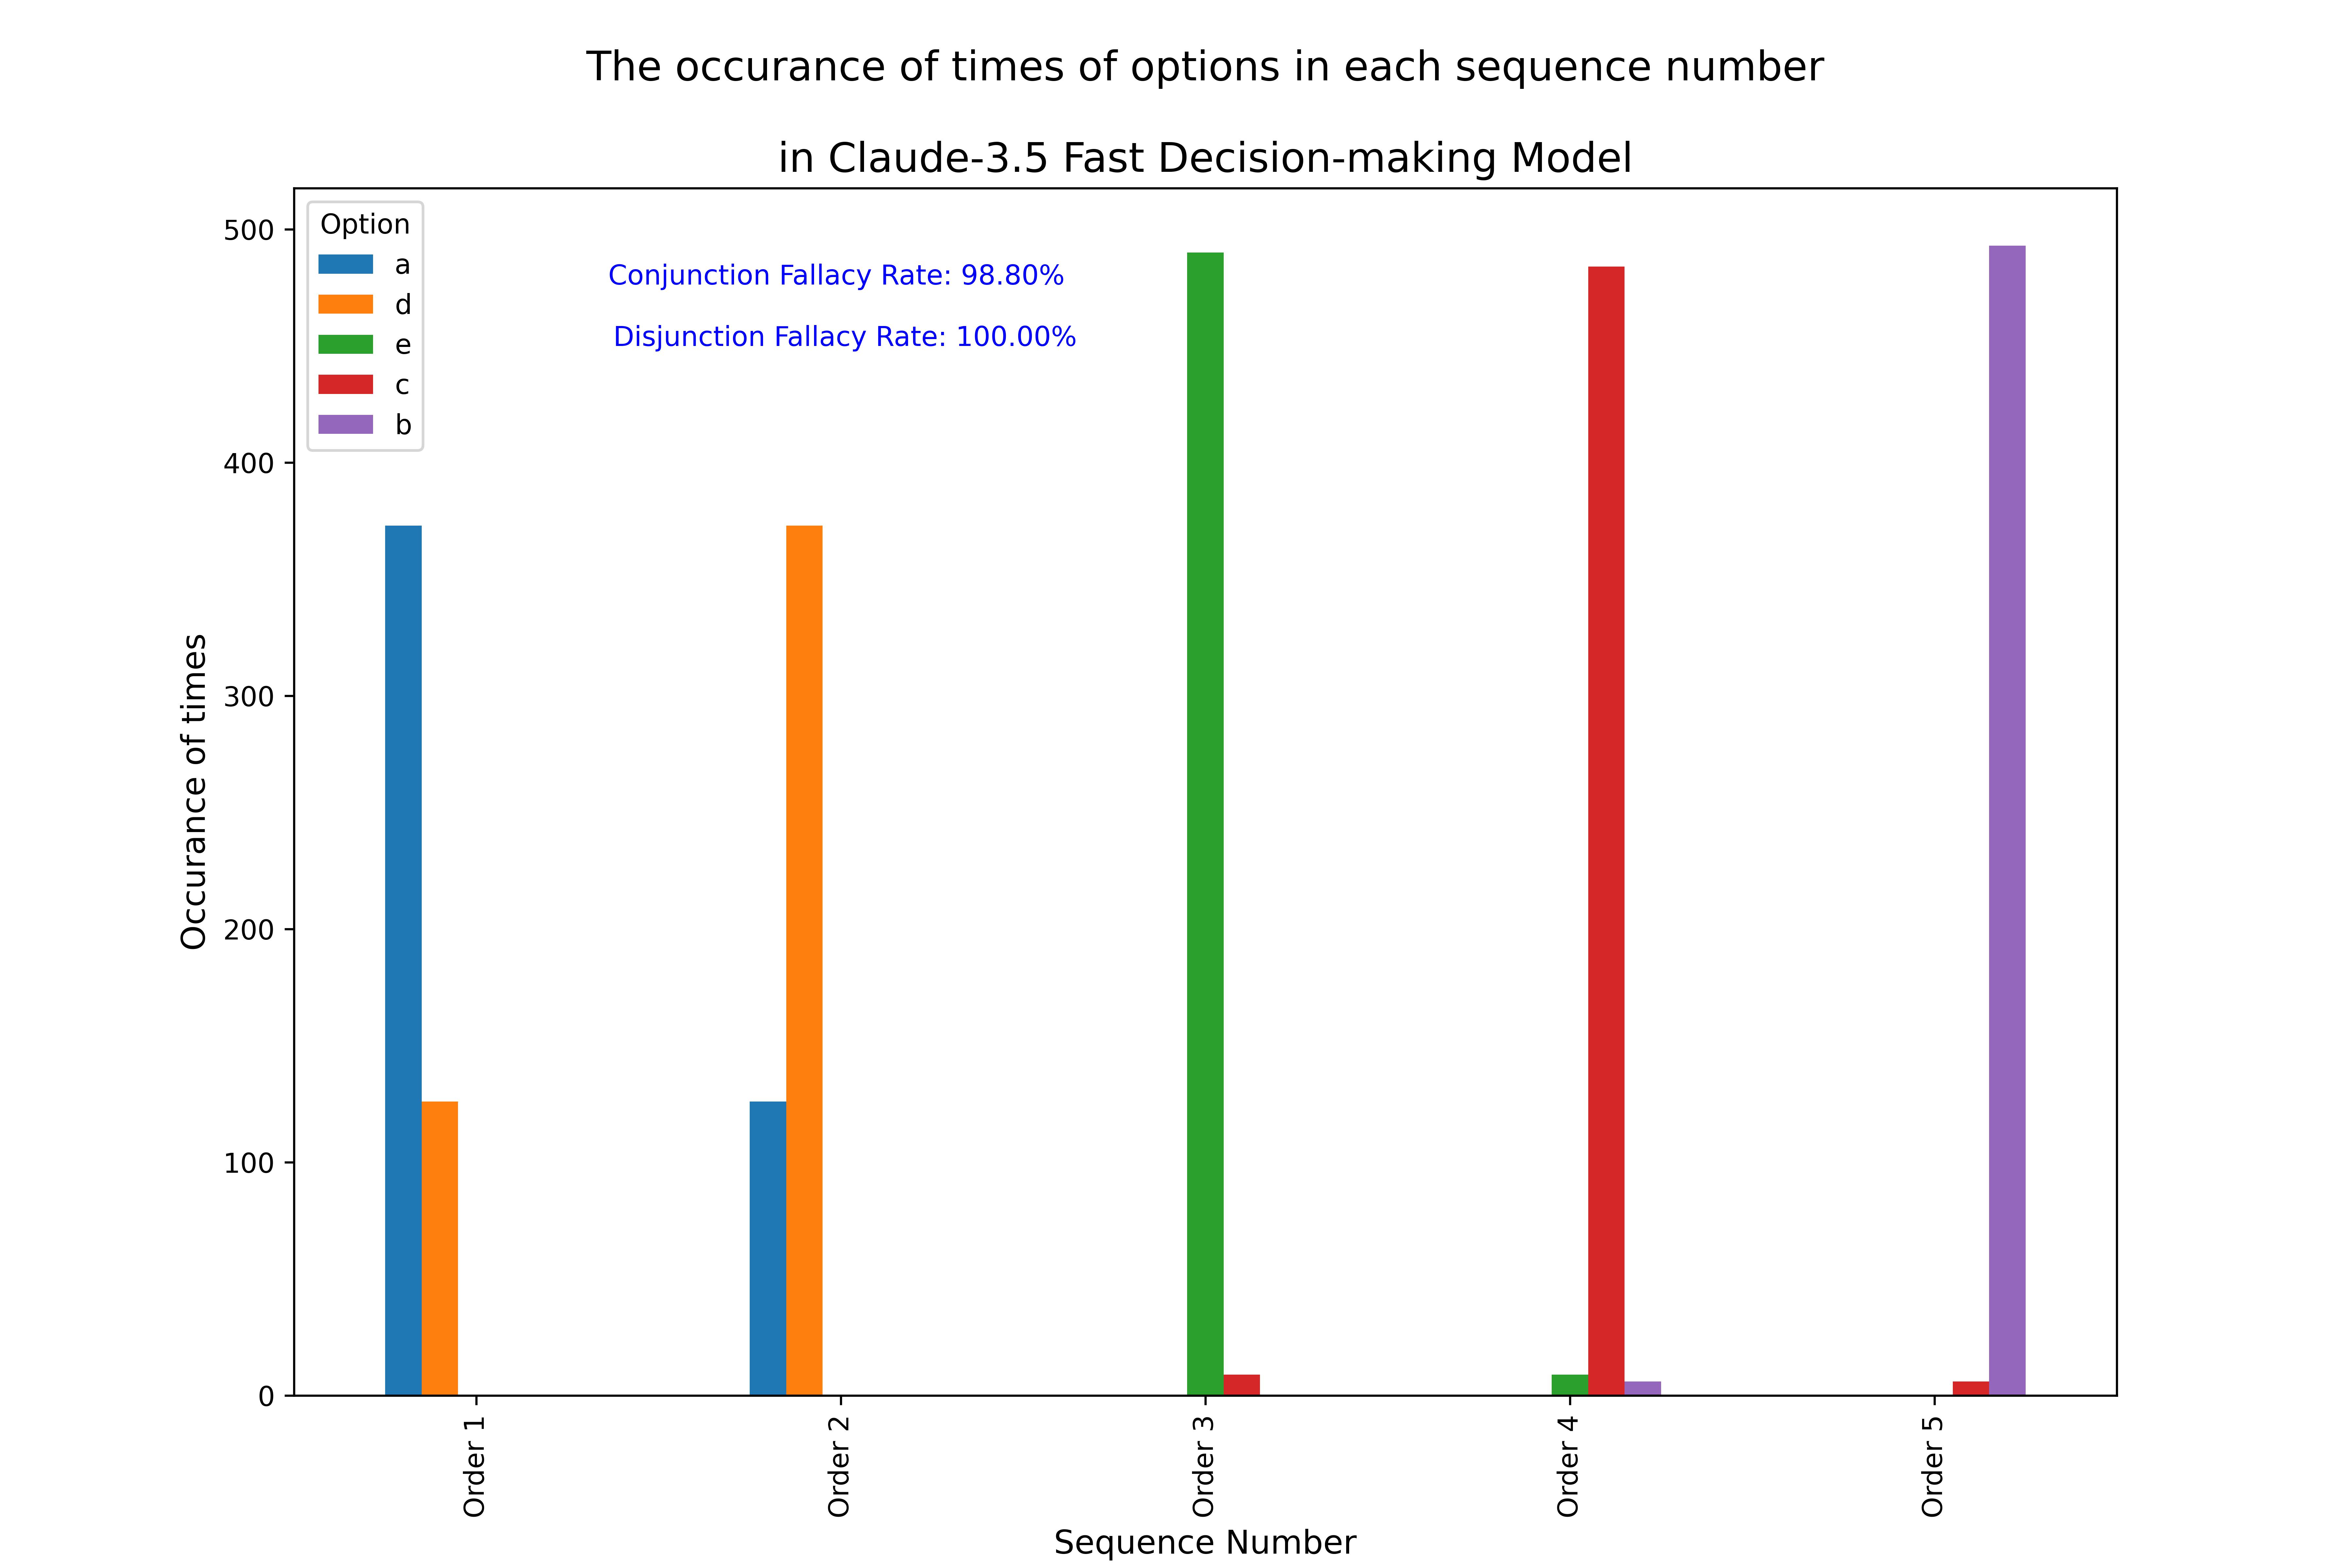 The occurance of times of options in each sequence number
in Claude-3.5 Fast Decision-making Model
Option
a
d
e
c
b
Conjunction Fallacy Rate: 98.80%
Disjunction Fallacy Rate: 100.00%
Occurance of times
500
400
300
200
100
0
Order 1
Order 2
Order 3
Order 4
Order 5
Sequence Number